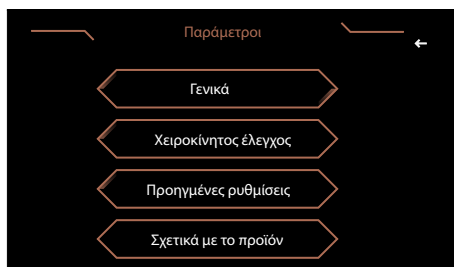 Παράμετροι
Γενικά
Χειροκίνητος έλεγχος
Προηγμένες ρυθμίσεις
Σχετικά με το προϊόν